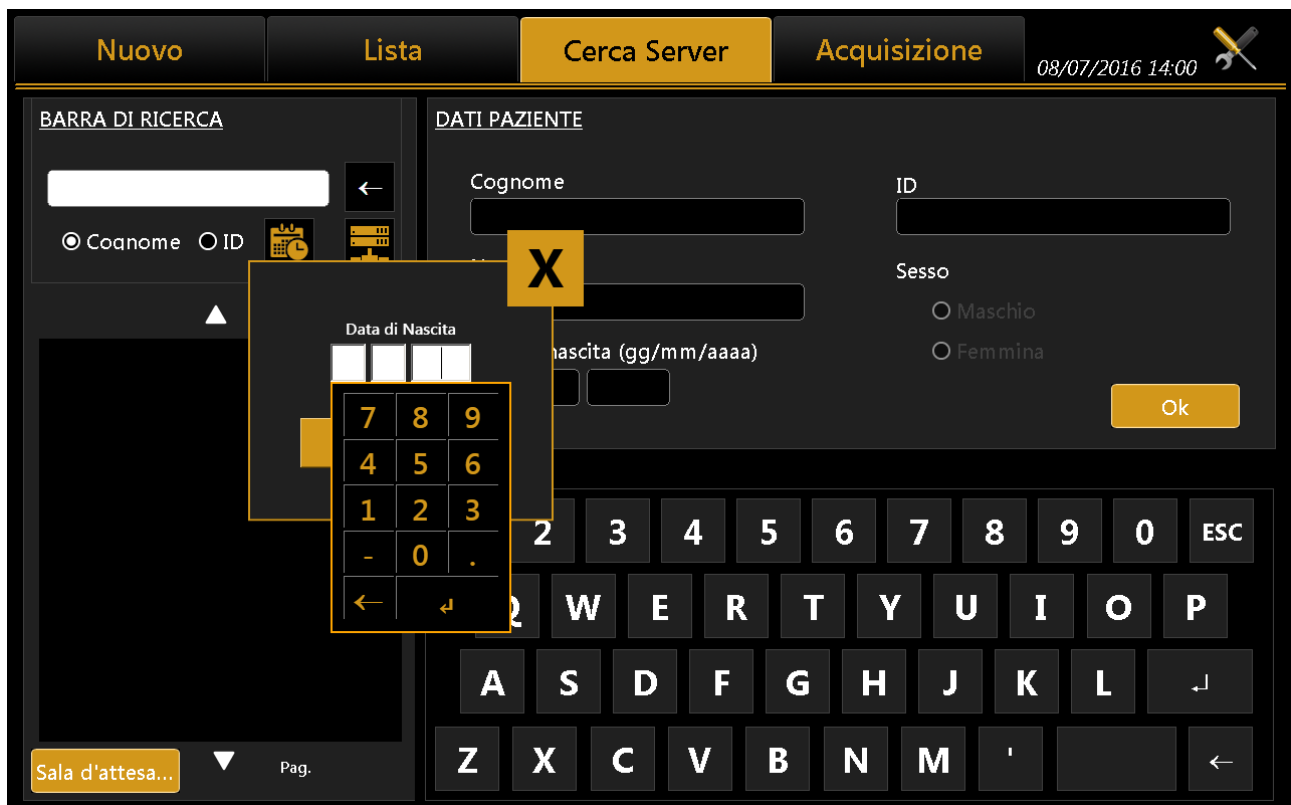 Nuovo Lista Cerca Server Acquisizione 08/07/2016 14:00
BARRA DI RICERCA
←
Cognome ID
Data di Nascita
X
7 8 9
4 5 6
1 2 3
- 0 .
← ↵
Sala d'attesa... Pag.
DATI PAZIENTE
Cognome
ID
Sesso
Maschio
nascita (gg/mm/aaaa)
Femmina
Ok
2 3 4 5 6 7 8 9 0 ESC
Q W E R T Y U I O P
A S D F G H J K L ↵
Z X C V B N M ' ←